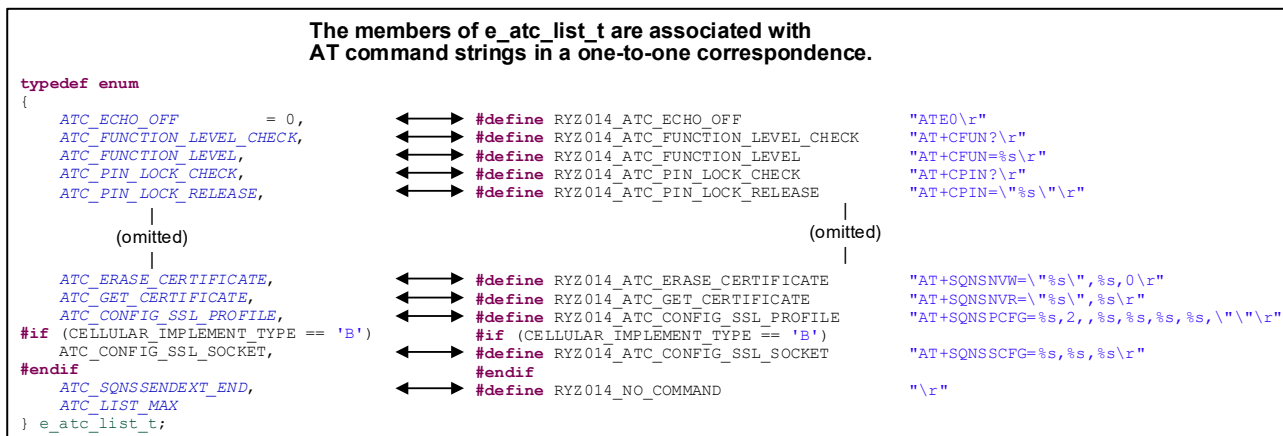 The members of e_atc_list_t are associated with
AT command strings in a one-to-one correspondence.
typedef enum
{
ATC_ECHO_OFF = 0, #define RYZ014_ATC_ECHO_OFF "ATE0\r"
ATC_FUNCTION_LEVEL_CHECK, #define RYZ014_ATC_FUNCTION_LEVEL_CHECK "AT+CFUN?\r"
ATC_FUNCTION_LEVEL, #define RYZ014_ATC_FUNCTION_LEVEL "AT+CFUN=%s\r"
ATC_PIN_LOCK_CHECK, #define RYZ014_ATC_PIN_LOCK_CHECK "AT+CPIN?\r"
ATC_PIN_LOCK_RELEASE, #define RYZ014_ATC_PIN_LOCK_RELEASE "AT+CPIN=\"%s\"\r"
(omitted) (omitted)
ATC_ERASE_CERTIFICATE, #define RYZ014_ATC_ERASE_CERTIFICATE "AT+SQNSNVW=\"%s\",%s,0\r"
ATC_GET_CERTIFICATE, #define RYZ014_ATC_GET_CERTIFICATE "AT+SQNSNVR=\"%s\",%s\r"
ATC_CONFIG_SSL_PROFILE, #define RYZ014_ATC_CONFIG_SSL_PROFILE "AT+SQNSPCFG=%s,2,,%s,%s,%s,%s,\"\"\r"
#if (CELLULAR_IMPLEMENT_TYPE == 'B') #if (CELLULAR_IMPLEMENT_TYPE == 'B')
ATC_CONFIG_SSL_SOCKET, #define RYZ014_ATC_CONFIG_SSL_SOCKET "AT+SQNSSCFG=%s,%s,%s\r"
#endif #endif
ATC_SQNSSENDEXT_END, #define RYZ014_NO_COMMAND "\r"
ATC_LIST_MAX
} e_atc_list_t;